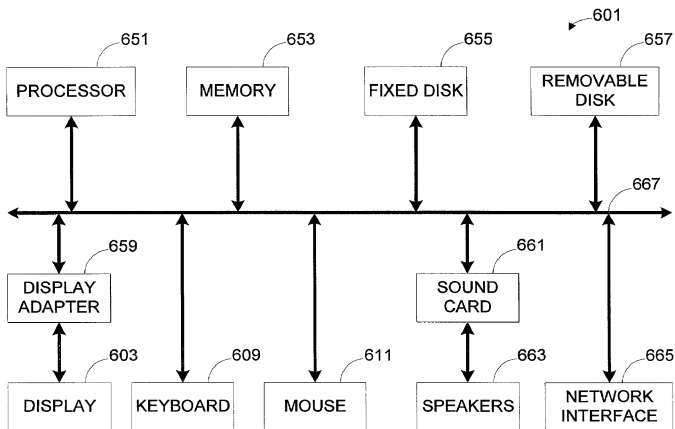 601
651
653
655
657
PROCESSOR
MEMORY
FIXED DISK
REMOVABLE
DISK
667
659
661
DISPLAY
ADAPTER
SOUND
CARD
603
609
611
663
665
DISPLAY
KEYBOARD
MOUSE
SPEAKERS
NETWORK
INTERFACE